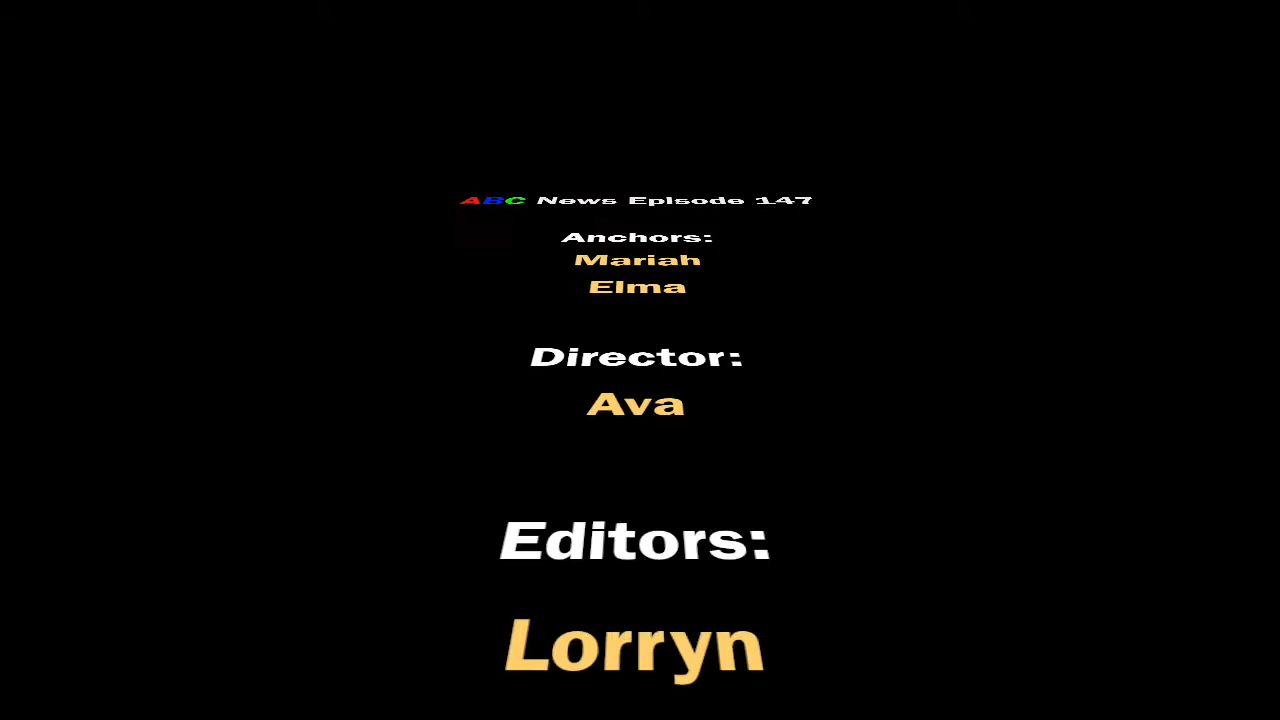 ABC News Episode 147
Anchors:
Mariah
Elma
Director:
Ava
Editors:
Lorryn